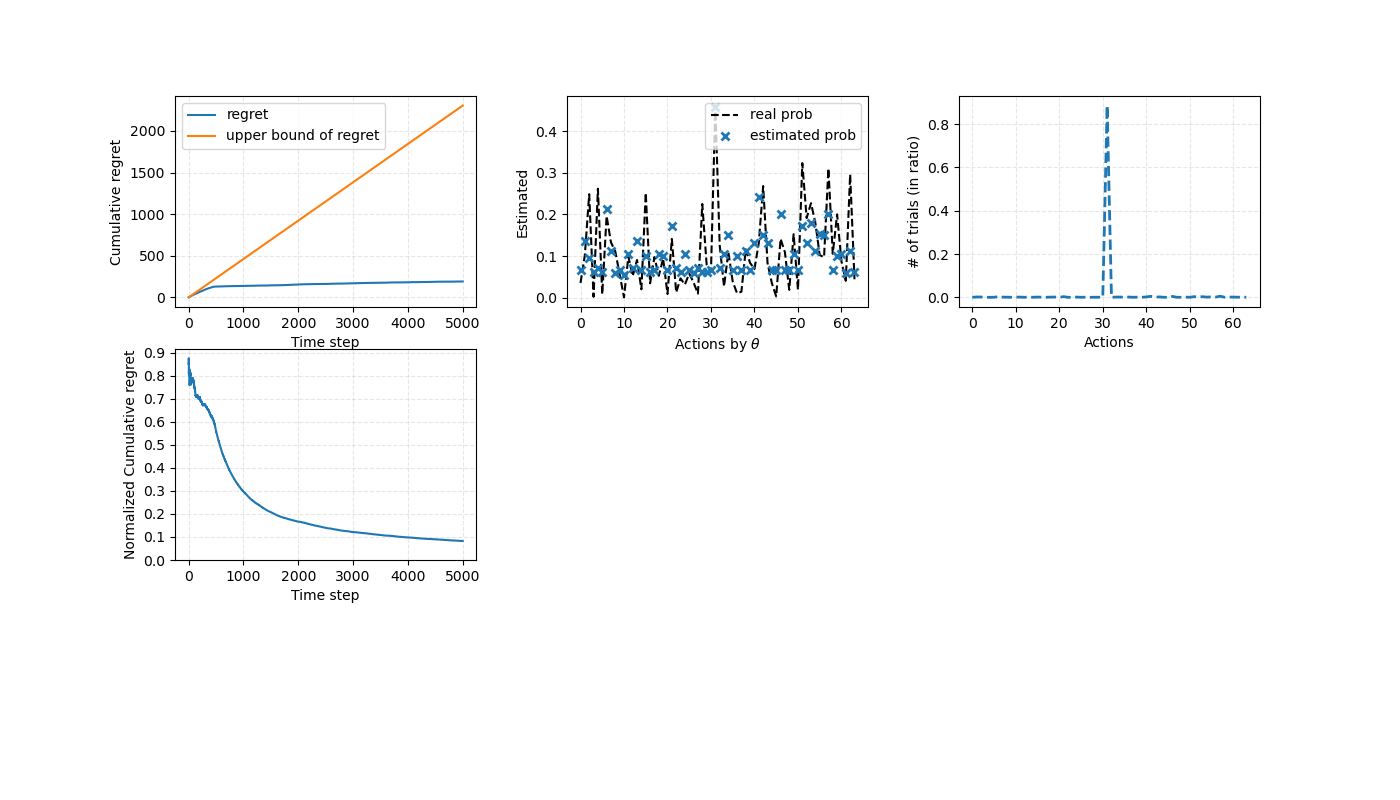 Cumulative regret
2000
1500
1000
500
0
regret
upper bound of regret
0 1000 2000 3000 4000 5000
Time step
Estimated
0.4
0.3
0.2
0.1
0.0
real prob
estimated prob
0 10 20 30 40 50 60
Actions by θ
# of trials (in ratio)
0.8
0.6
0.4
0.2
0.0
0 10 20 30 40 50 60
Actions
Normalized Cumulative regret
0.9
0.8
0.7
0.6
0.5
0.4
0.3
0.2
0.1
0.0
0 1000 2000 3000 4000 5000
Time step